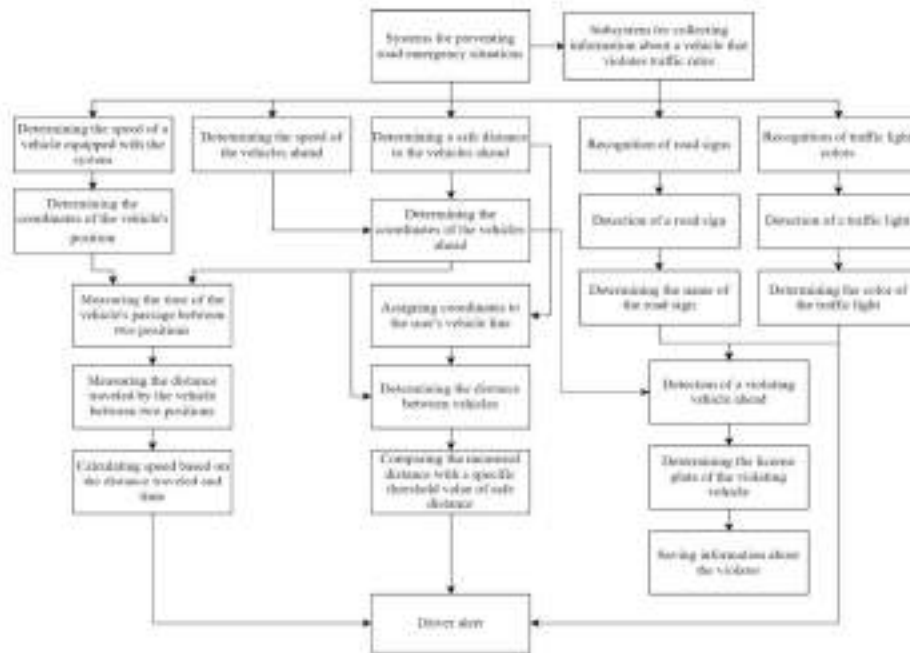 Systems for preventing
road emergency situations
Subsystem for collecting
information about a vehicle that
violates traffic rules
Determining the speed of a
vehicle equipped with the
system
Determining the speed of
the vehicles ahead
Determining a safe distance
to the vehicles ahead
Recognition of road signs
Recognition of traffic light
colors
Determining the
coordinates of the vehicle's
position
Determining the
coordinates of the vehicles
ahead
Detection of a road sign
Detection of a traffic light
Measuring the time of the
vehicle's passage between
two positions
Assigning coordinates to
the user's vehicle line
Determining the name of
the road sign
Determining the color of
the traffic light
Measuring the distance
traveled by the vehicle
between two positions
Determining the distance
between vehicles
Detection of a violating
vehicle ahead
Calculating speed based on
the distance traveled and
time
Comparing the measured
distance with a specific
threshold value of safe
distance
Determining the license
plate of the violating
vehicle
Saving information about
the violator
Driver alert